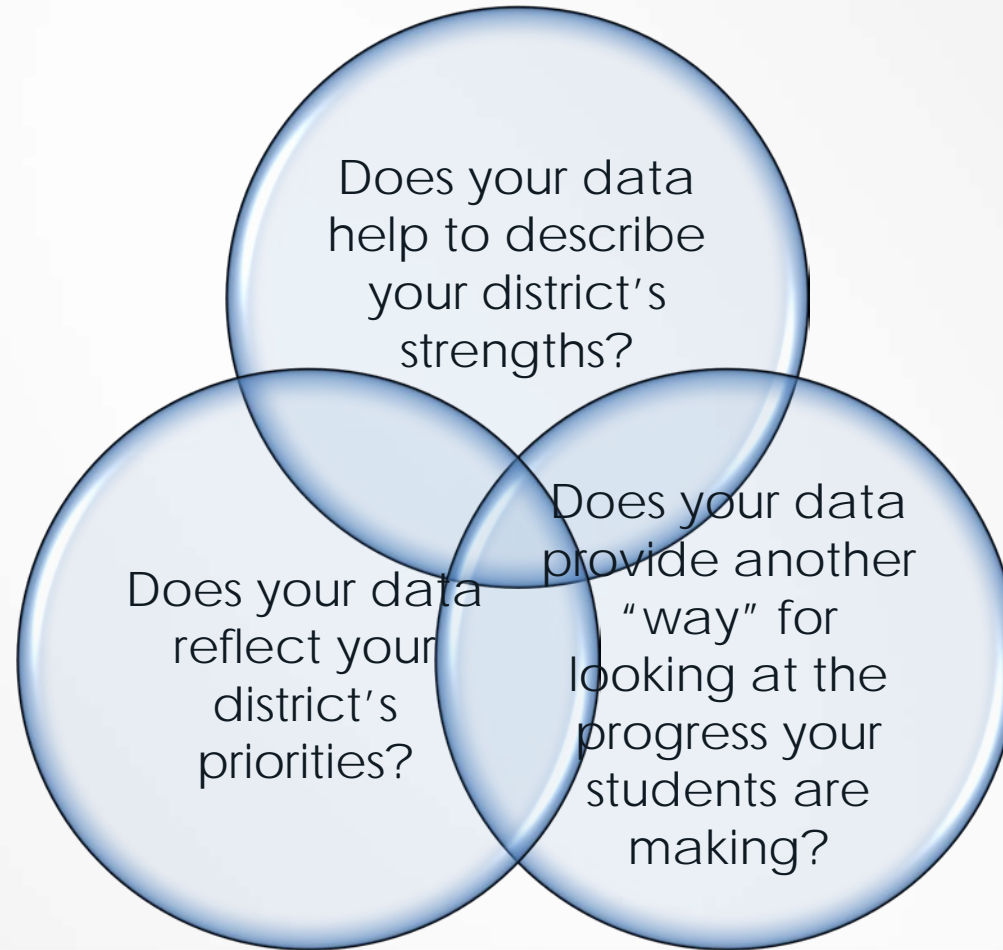 Does your data
help to describe
your district’s
strengths?
Does your data
reflect your
district’s
priorities?
Does your data
provide another
“way” for
looking at the
progress your
students are
making?